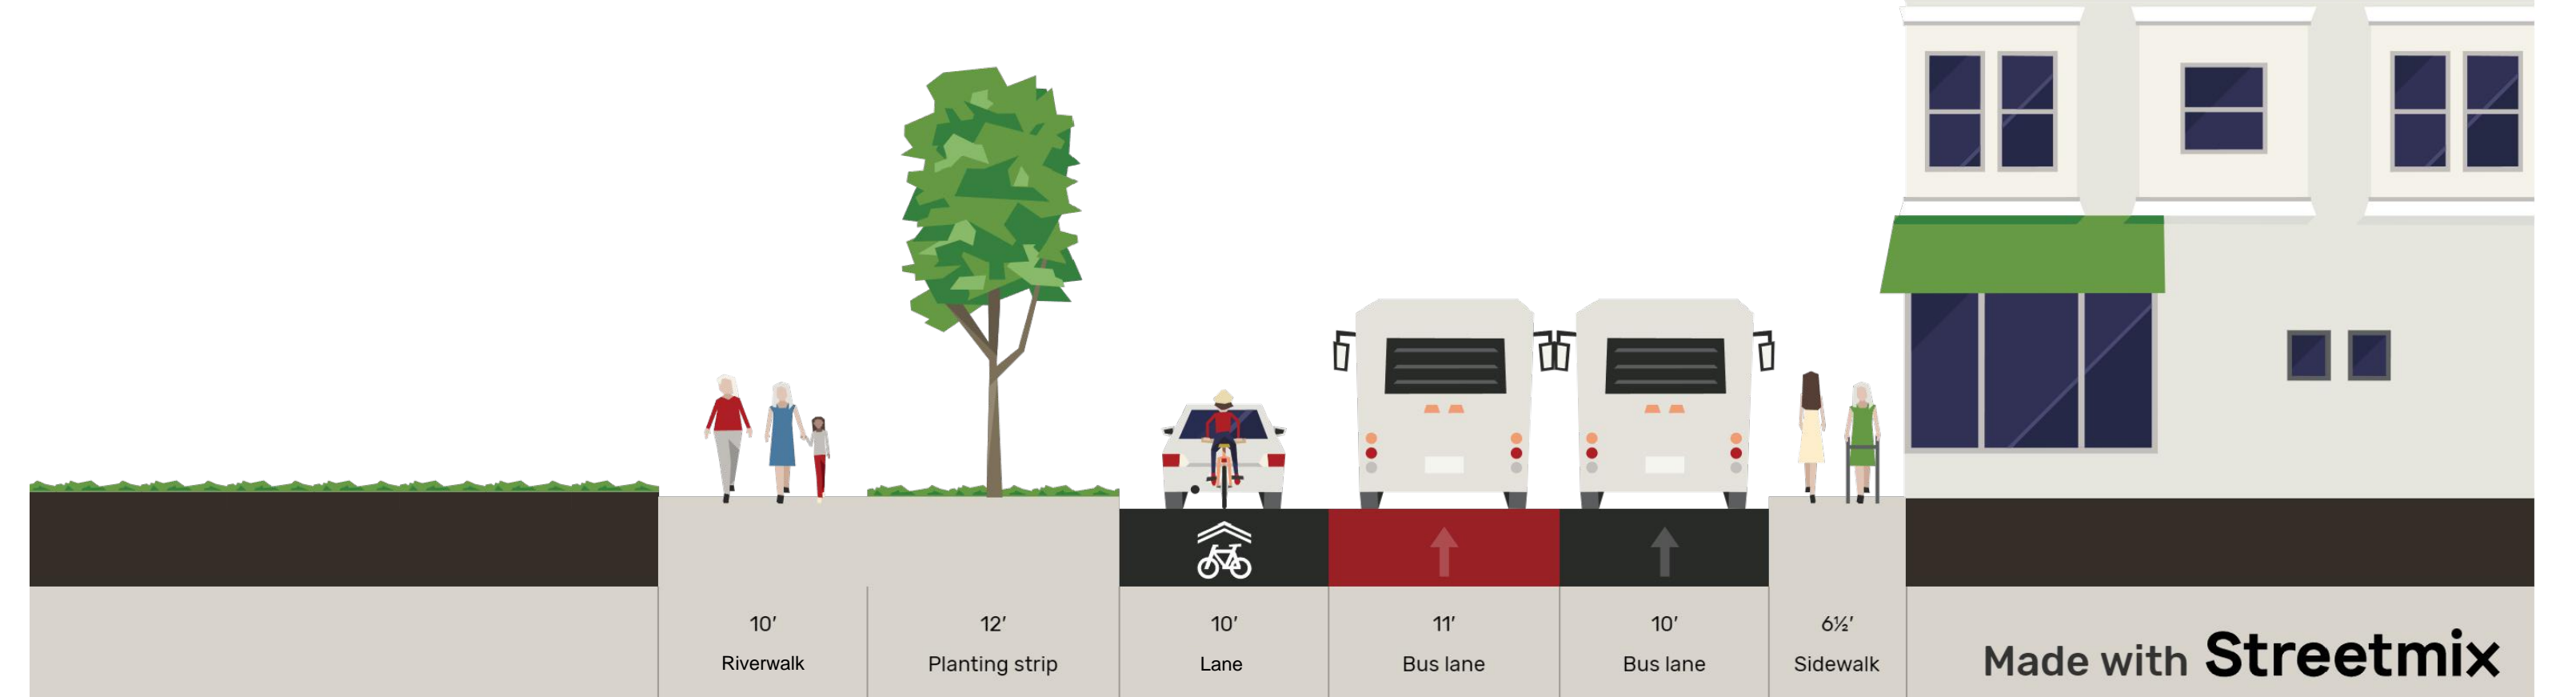 10′
Riverwalk
12′
Planting strip
10′
Lane
11′
Bus lane
10′
Bus lane
6½′
Sidewalk
Made with Streetmix